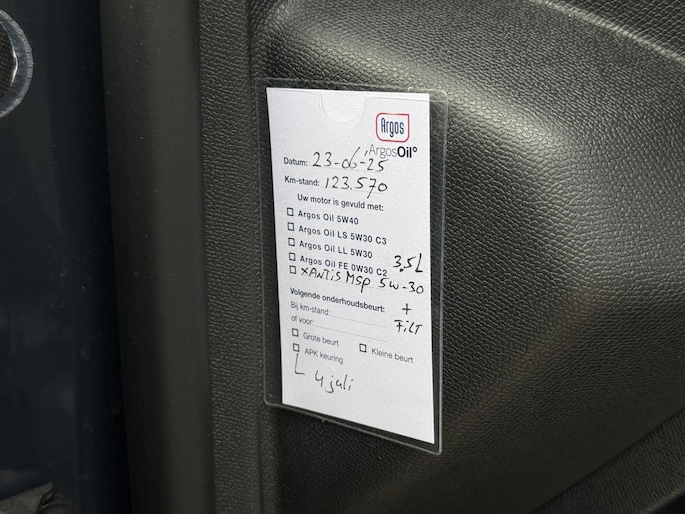 Argos
ArgosOil°
Datum: 23-06-'25
Km-stand: 123.570
Uw motor is gevuld met:
Argos Oil 5W40
Argos Oil LS 5W30 C3
Argos Oil LL 5W30
Argos Oil FE 0W30 C2 3,5L
XANTIS MSP 5W-30
Volgende onderhoudsbeurt: +
Bij km-stand: FilT
of voor:
Grote beurt Kleine beurt
APK keuring
4 juli